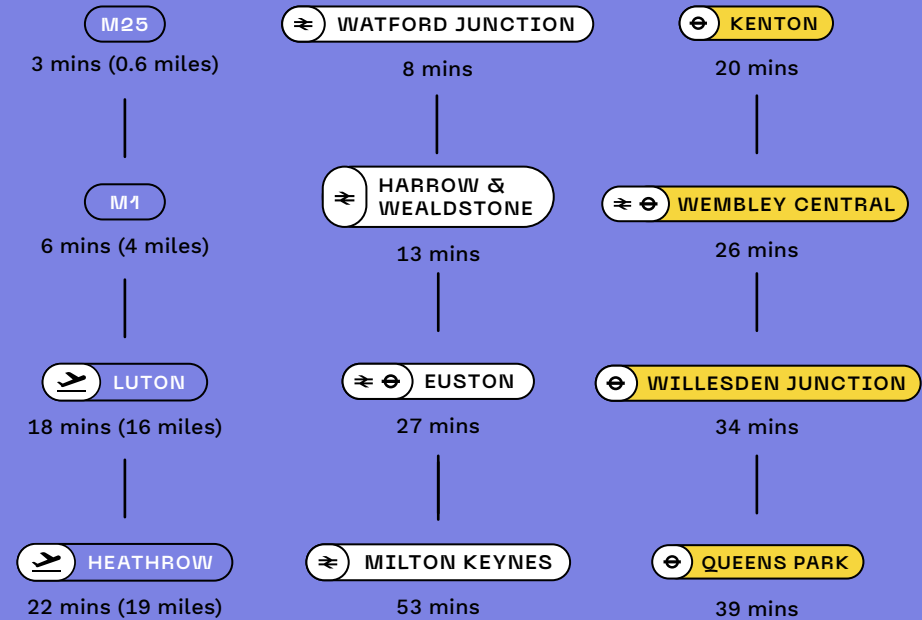 M25
3 mins (0.6 miles)
M1
6 mins (4 miles)
LUTON
18 mins (16 miles)
HEATHROW
22 mins (19 miles)
WATFORD JUNCTION
8 mins
HARROW &
WEALDSTONE
13 mins
EUSTON
27 mins
MILTON KEYNES
53 mins
KENTON
20 mins
WEMBLEY CENTRAL
26 mins
WILLESDEN JUNCTION
34 mins
QUEENS PARK
39 mins